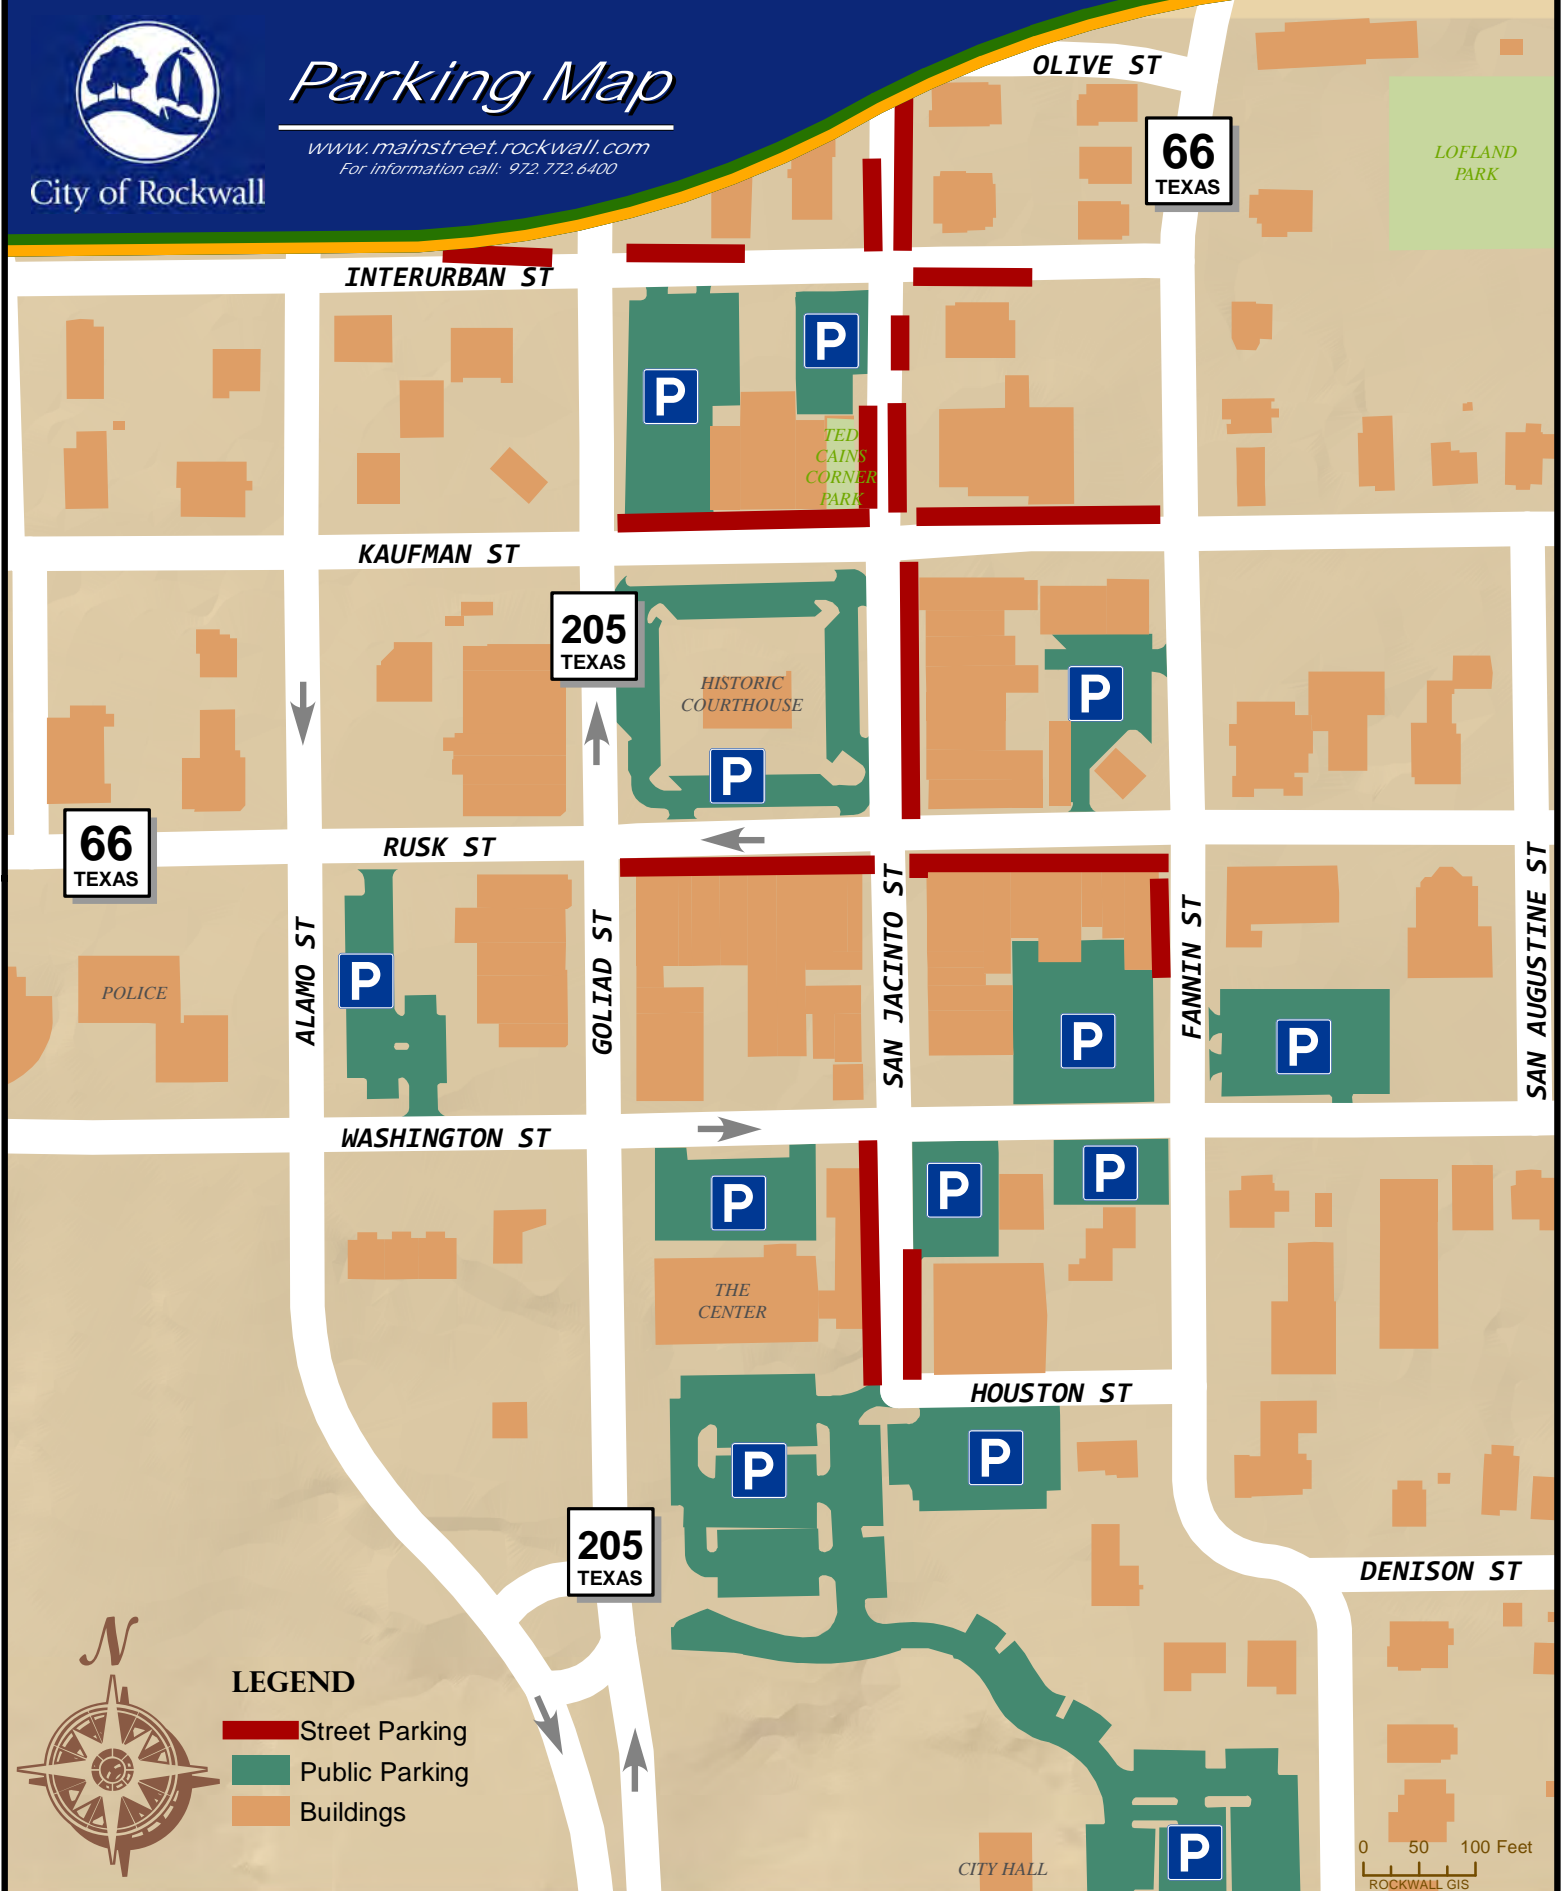 City of Rockwall
Parking Map
www.mainstreet.rockwall.com
For information call: 972.772.6400
OLIVE ST
66
TEXAS
LOFLAND
PARK
INTERURBAN ST
P
P
TED
CAINS
CORNER
PARK
KAUFMAN ST
205
TEXAS
HISTORIC
COURTHOUSE
P
P
66
TEXAS
RUSK ST
ALAMO ST
GOLIAD ST
SAN JACINTO ST
FANNIN ST
SAN AUGUSTINE ST
POLICE
P
P
P
WASHINGTON ST
P
P
P
THE
CENTER
HOUSTON ST
P
P
205
TEXAS
DENISON ST
N
LEGEND
Street Parking
Public Parking
Buildings
CITY HALL
P
0 50 100 Feet
ROCKWALL GIS